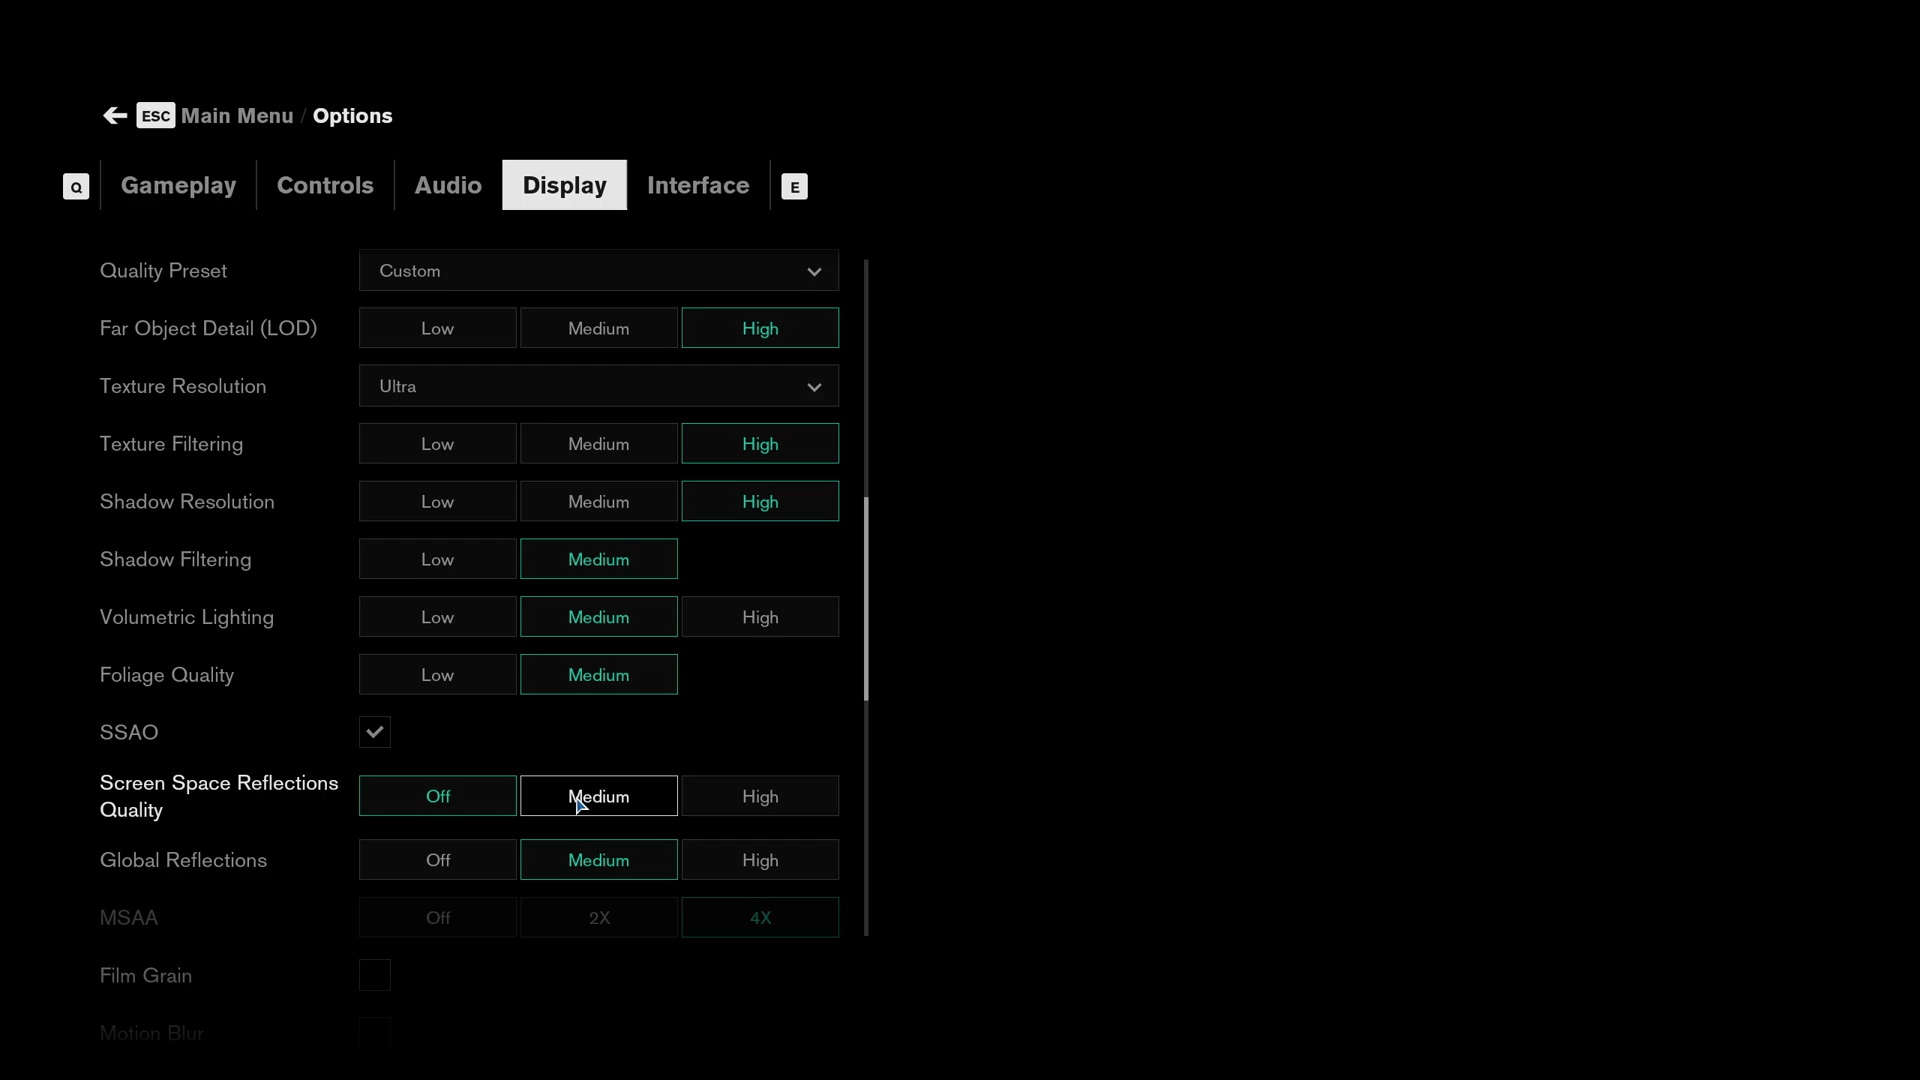 ESC Main Menu / Options
Q Gameplay Controls Audio Display Interface E
Quality Preset Custom
Far Object Detail (LOD) Low Medium High
Texture Resolution Ultra
Texture Filtering Low Medium High
Shadow Resolution Low Medium High
Shadow Filtering Low Medium
Volumetric Lighting Low Medium High
Foliage Quality Low Medium
SSAO
Screen Space Reflections
Quality Off Medium High
Global Reflections Off Medium High
MSAA Off 2X 4X
Film Grain
Motion Blur